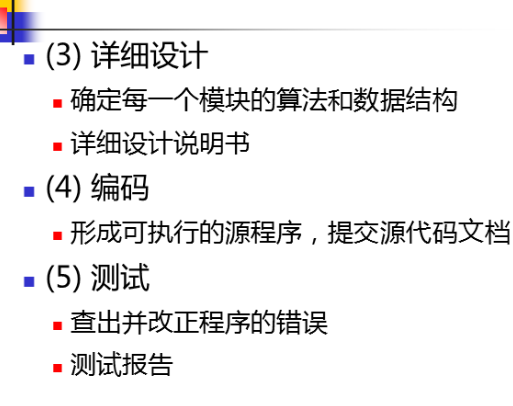 (3) 详细设计
确定每一个模块的算法和数据结构
详细设计说明书
(4) 编码
形成可执行的源程序，提交源代码文档
(5) 测试
查出并改正程序的错误
测试报告